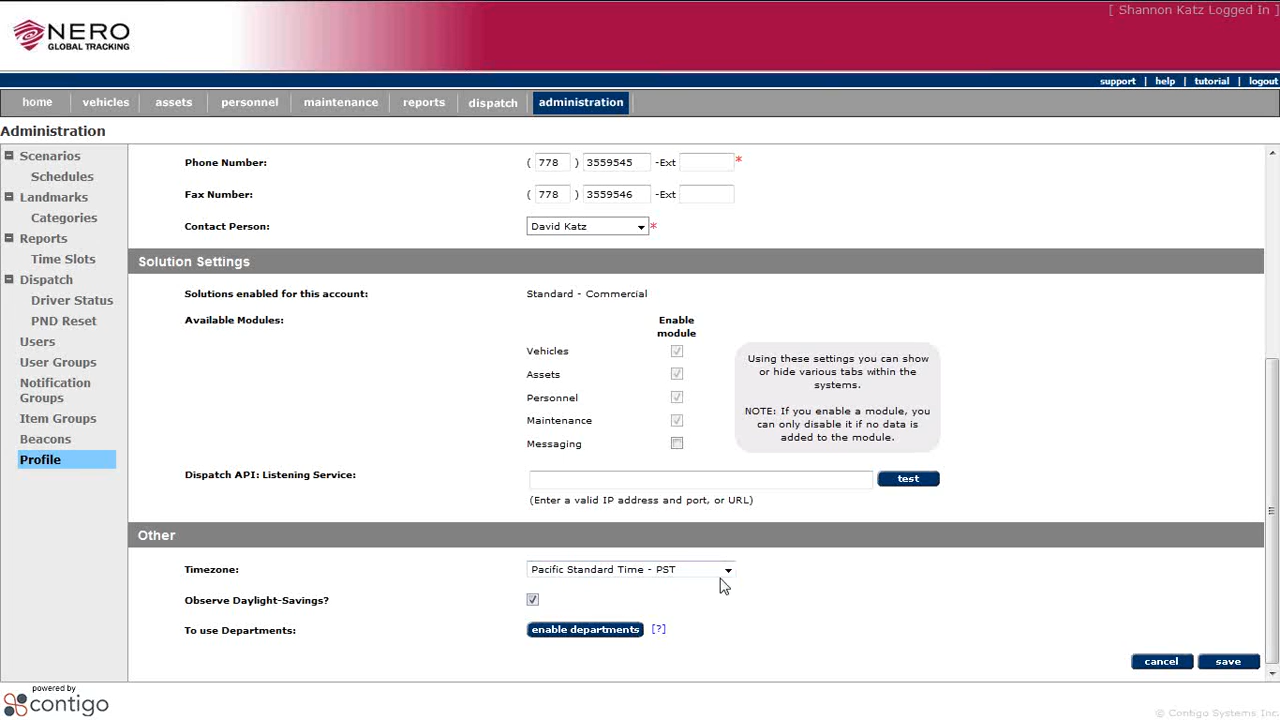 [ Shannon Katz Logged In ]
NERO
GLOBAL TRACKING
support | help | tutorial | logout
home vehicles assets personnel maintenance reports dispatch administration
Administration
Scenarios
Schedules
Landmarks
Categories
Reports
Time Slots
Dispatch
Driver Status
PND Reset
Users
User Groups
Notification
Groups
Item Groups
Beacons
Profile
Phone Number: ( 778 ) 3559545 -Ext *
Fax Number: ( 778 ) 3559546 -Ext
Contact Person: David Katz *
Solution Settings
Solutions enabled for this account: Standard - Commercial
Available Modules: Enable
module
Vehicles
Assets
Personnel
Maintenance
Messaging
Using these settings you can show
or hide various tabs within the
systems.
NOTE: If you enable a module, you
can only disable it if no data is
added to the module.
Dispatch API: Listening Service: test
(Enter a valid IP address and port, or URL)
Other
Timezone: Pacific Standard Time - PST
Observe Daylight-Savings?
To use Departments: enable departments [?]
cancel save
powered by
contigo
© Contigo Systems Inc.